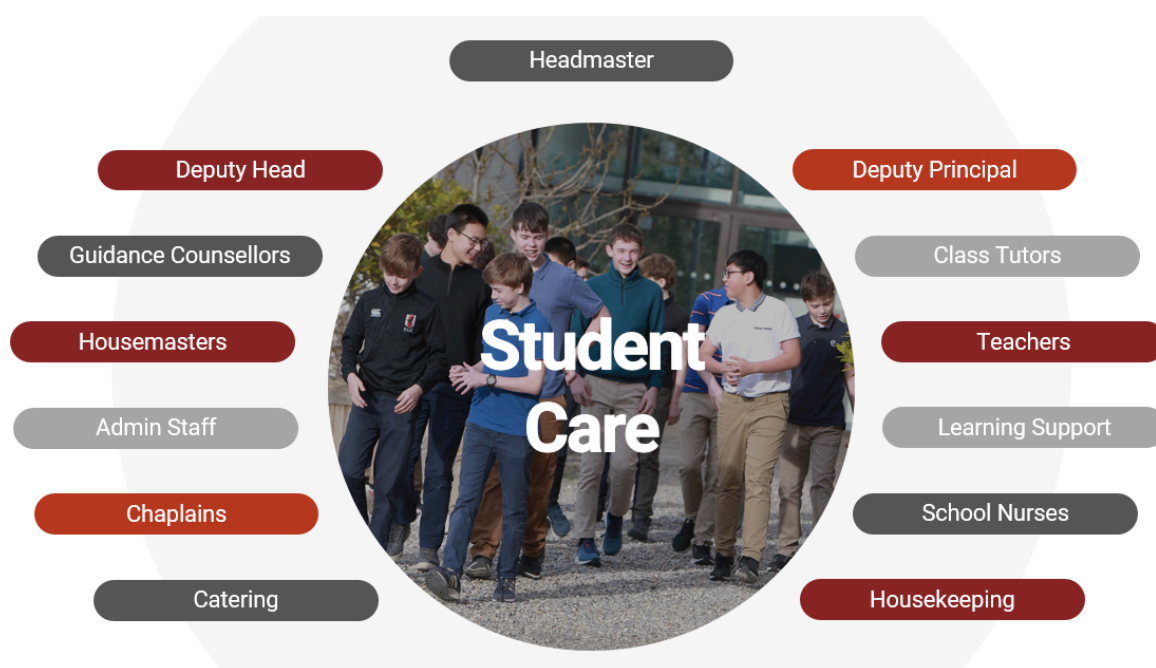 Headmaster
Deputy Head
Deputy Principal
Guidance Counsellors
Class Tutors
Housemasters
Teachers
Student
Care
Admin Staff
Learning Support
Chaplains
School Nurses
Catering
Housekeeping